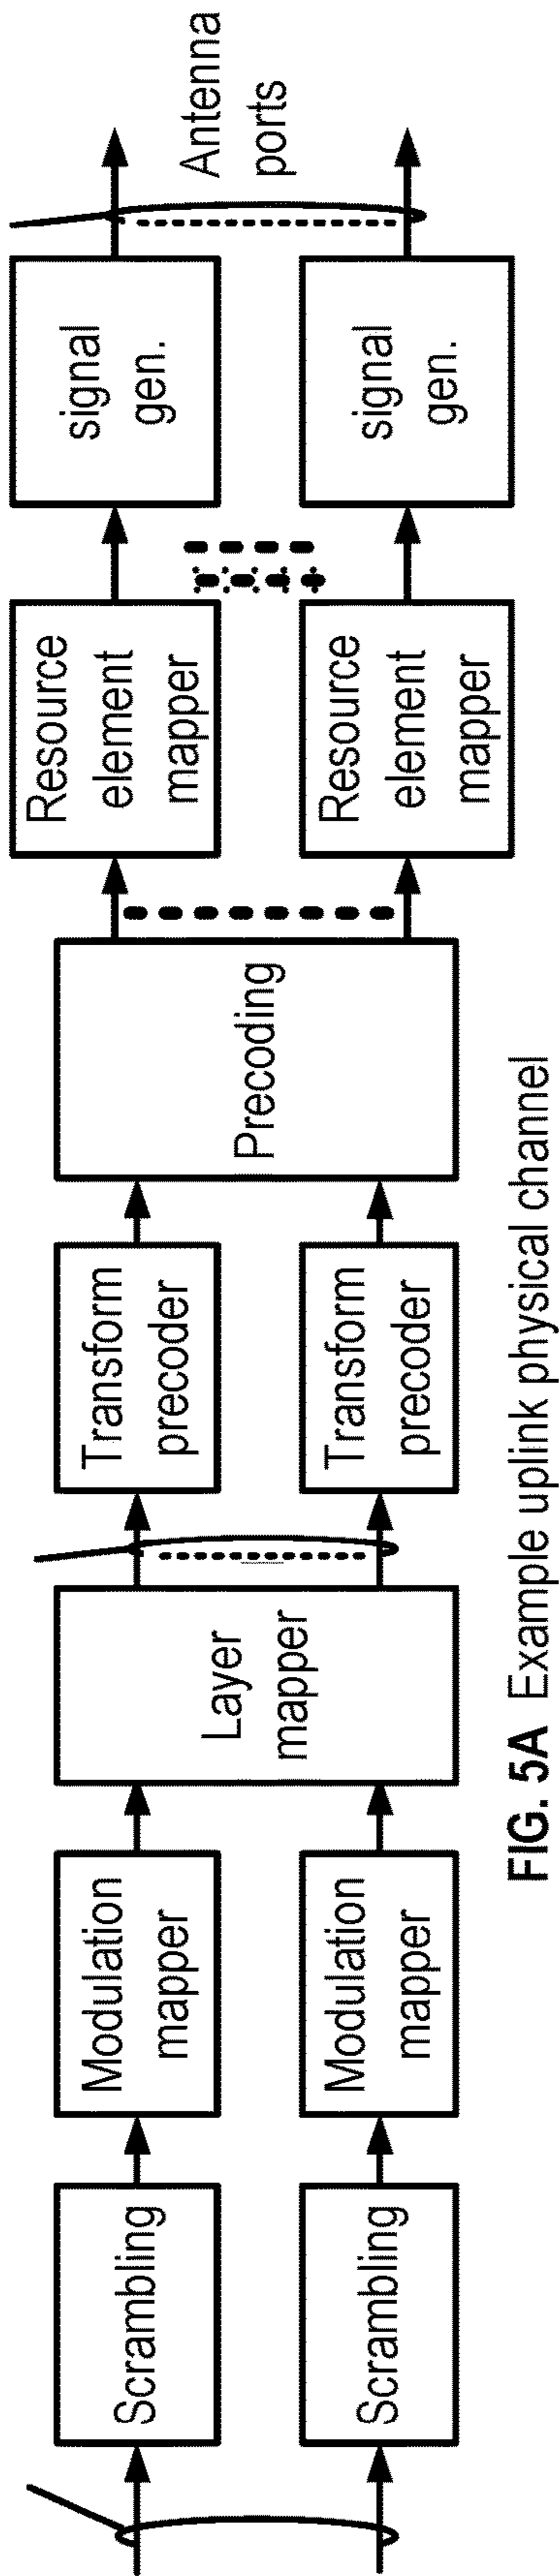 Scrambling
Scrambling
Modulation
mapper
Modulation
mapper
Layer
mapper
Transform
precoder
Transform
precoder
Precoding
Resource
element
mapper
Resource
element
mapper
signal
gen.
signal
gen.
Antenna
ports
FIG. 5A Example uplink physical channel